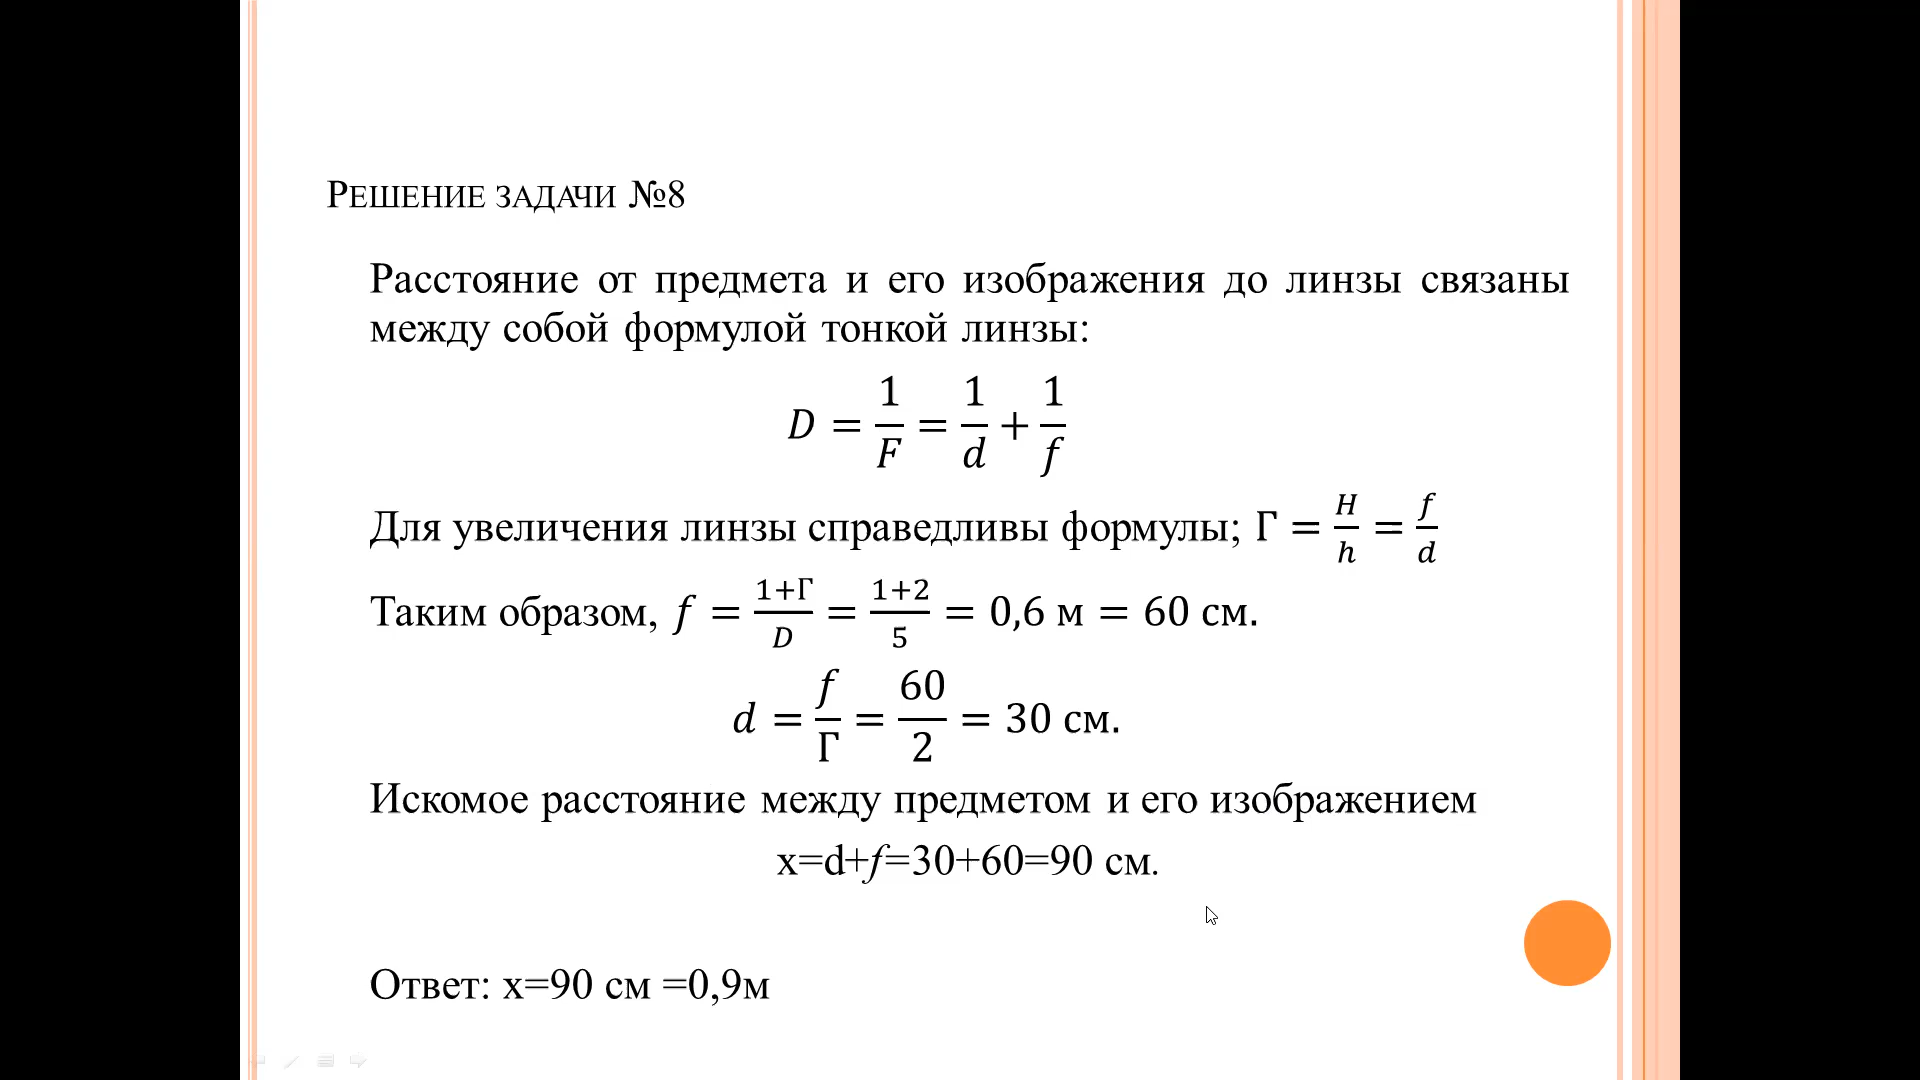 Решение задачи №8
Расстояние от предмета и его изображения до линзы связаны
между собой формулой тонкой линзы:
D = 1/F = 1/d + 1/f
Для увеличения линзы справедливы формулы; Г = H/h = f/d
Таким образом, f = 1+Г/D = 1+2/5 = 0,6 м = 60 см.
d = f/Г = 60/2 = 30 см.
Искомое расстояние между предметом и его изображением
x=d+f=30+60=90 см.
Ответ: x=90 см =0,9м